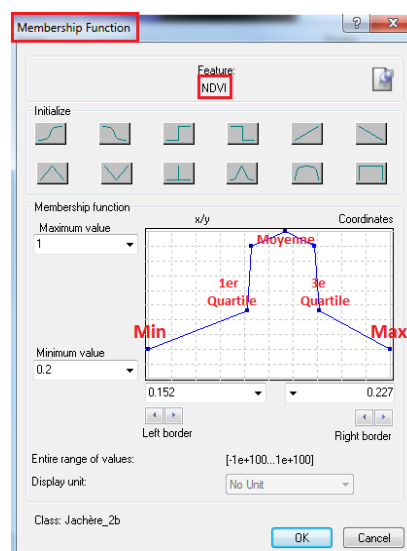 Membership Function
Feature:
NDVI
Initialize
Membership function
x/y
Coordinates
Maximum value
1
Moyenne
1er
Quartile
3e
Quartile
Min
Max
Minimum value
0.2
0.152
0.227
Left border
Right border
Entire range of values:
[-1e+100...1e+100]
Display unit:
No Unit
Class: Jachère_2b
OK
Cancel